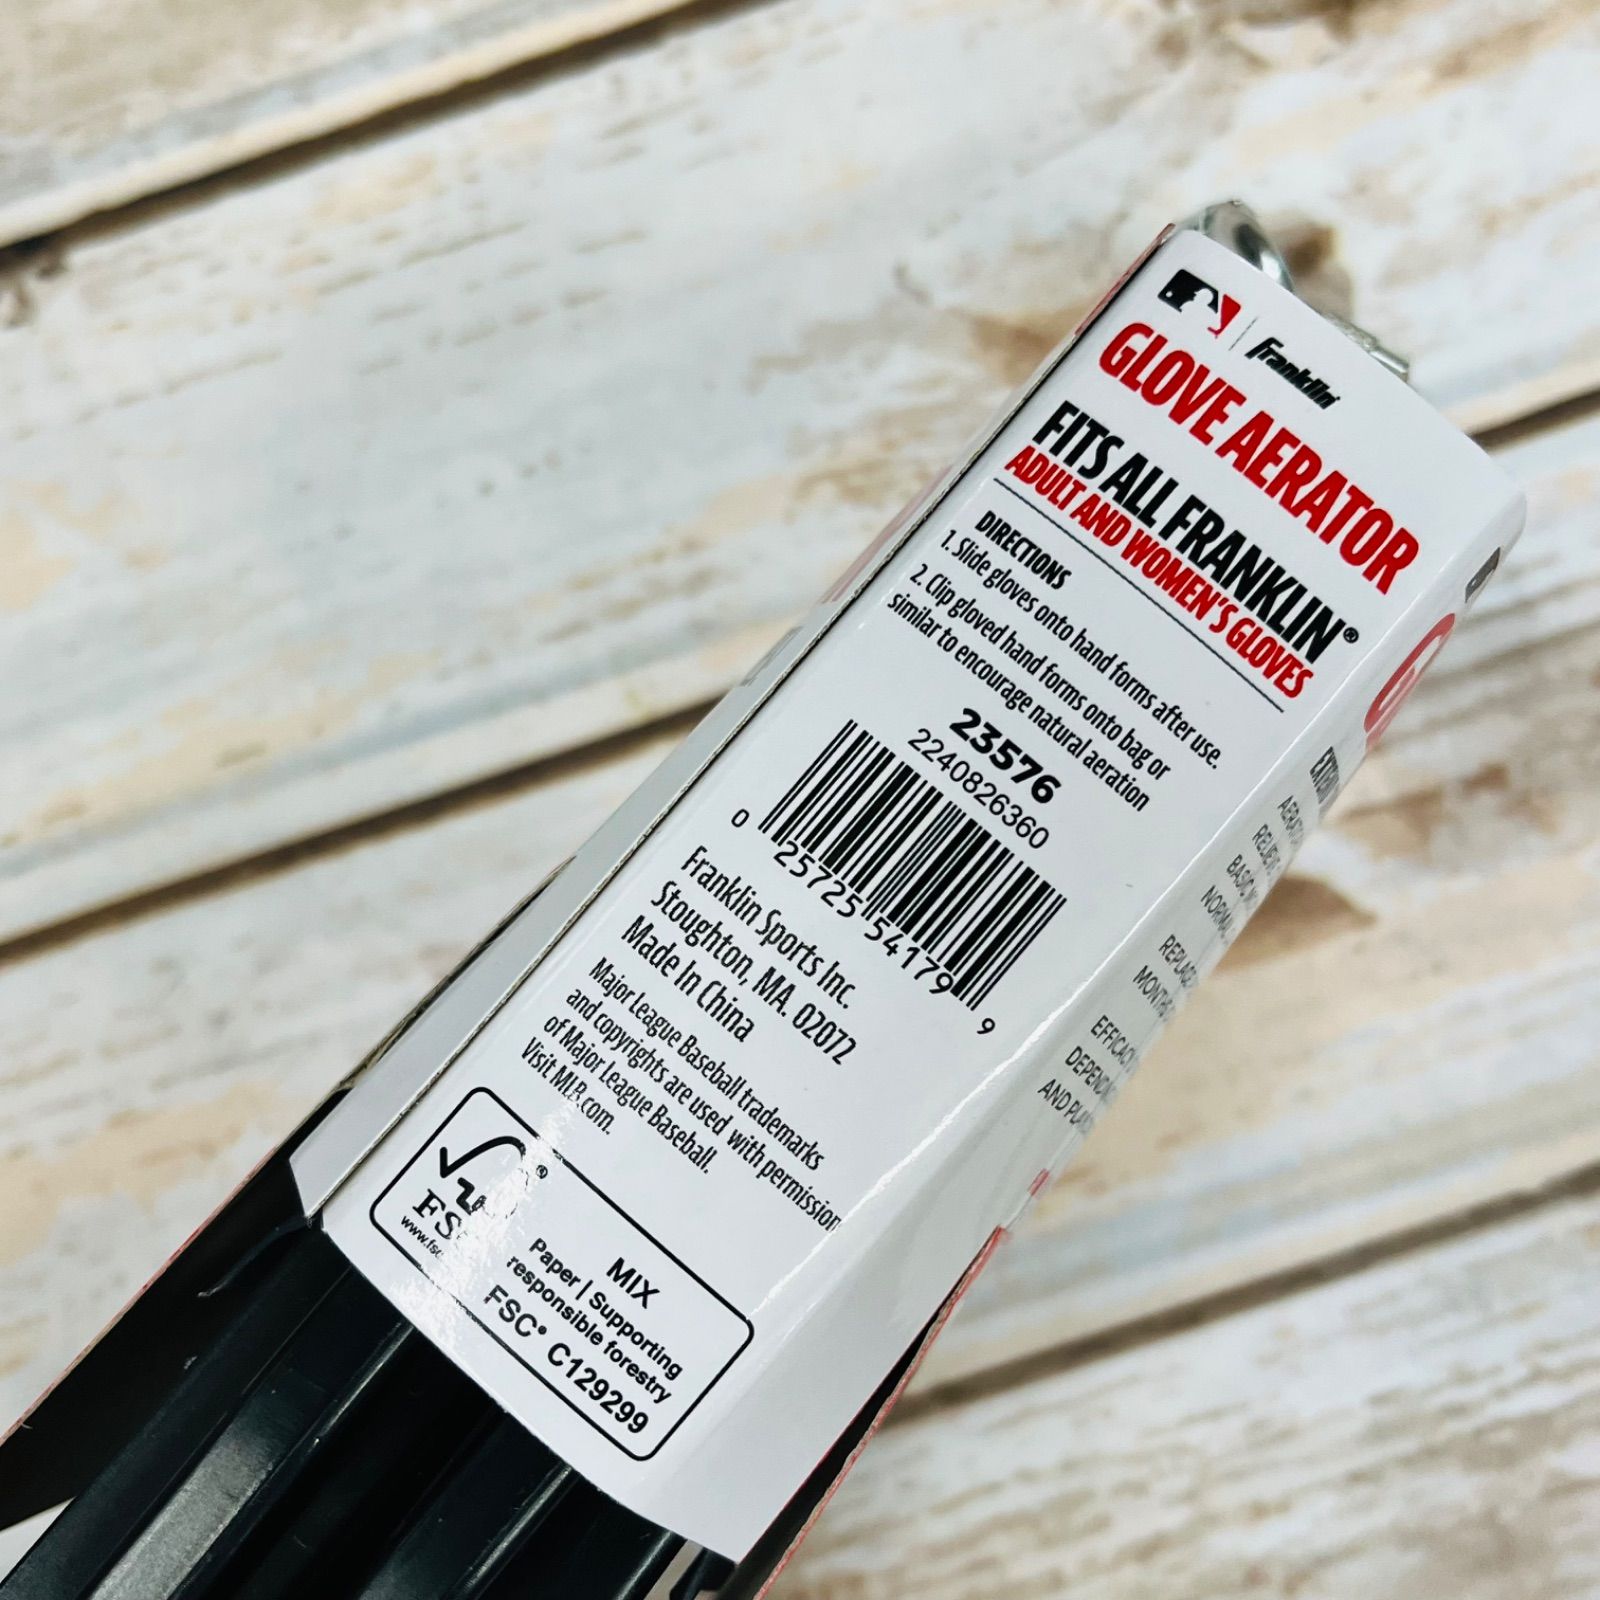 Franklin
GLOVE AERATOR
FITS ALL FRANKLIN®
ADULT AND WOMEN'S GLOVES
DIRECTIONS
1. Slide gloves onto hand forms after use.
2. Clip gloved hand forms onto bag or
similar to encourage natural aeration
23576
2240826360
0 25725 54179 9
Franklin Sports Inc.
Stoughton, MA. 02072
Made In China
Major League Baseball trademarks
and copyrights are used with permission
of Major League Baseball.
Visit MLB.com.
®
MIX
Paper | Supporting
responsible forestry
FSC® C129299